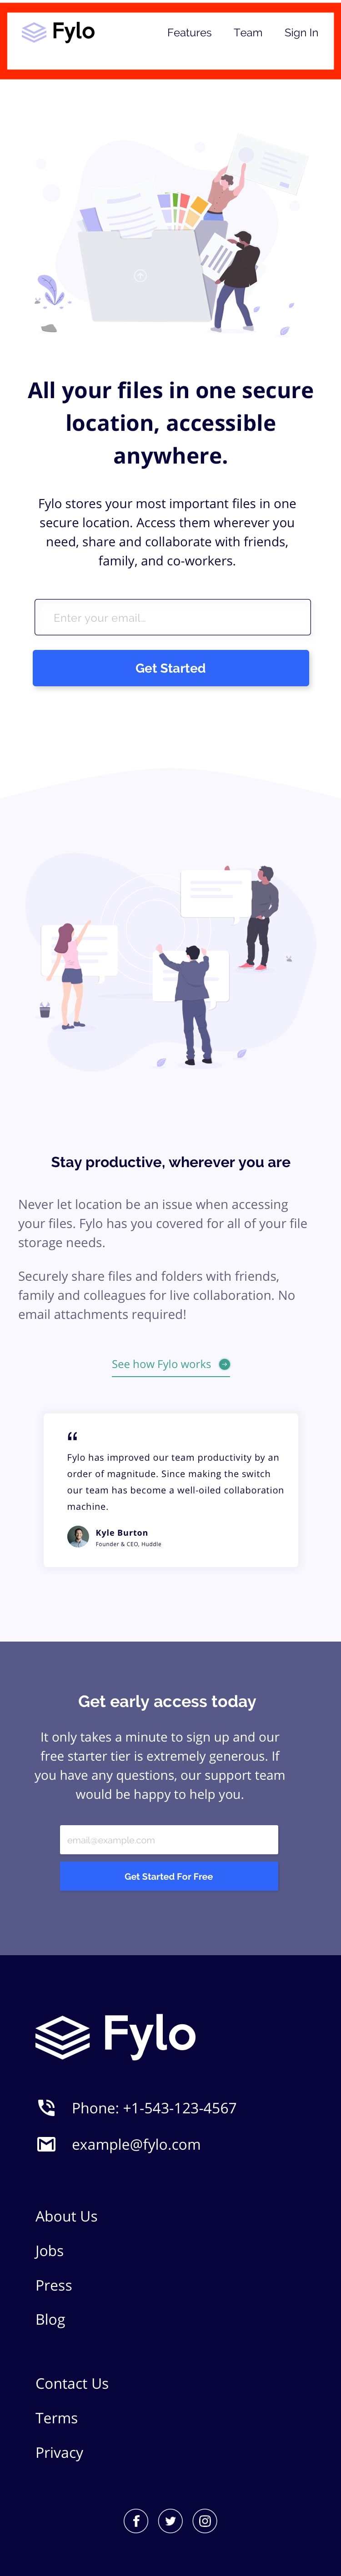 Fylo
Features Team Sign In
All your files in one secure
location, accessible
anywhere.
Fylo stores your most important files in one
secure location. Access them wherever you
need, share and collaborate with friends,
family, and co-workers.
Enter your email...
Get Started
Stay productive, wherever you are
Never let location be an issue when accessing
your files. Fylo has you covered for all of your file
storage needs.
Securely share files and folders with friends,
family and colleagues for live collaboration. No
email attachments required!
See how Fylo works
“
Fylo has improved our team productivity by an
order of magnitude. Since making the switch
our team has become a well-oiled collaboration
machine.
Kyle Burton
Founder & CEO, Huddle
Get early access today
It only takes a minute to sign up and our
free starter tier is extremely generous. If
you have any questions, our support team
would be happy to help you.
email@example.com
Get Started For Free
Fylo
Phone: +1-543-123-4567
example@fylo.com
About Us
Jobs
Press
Blog
Contact Us
Terms
Privacy